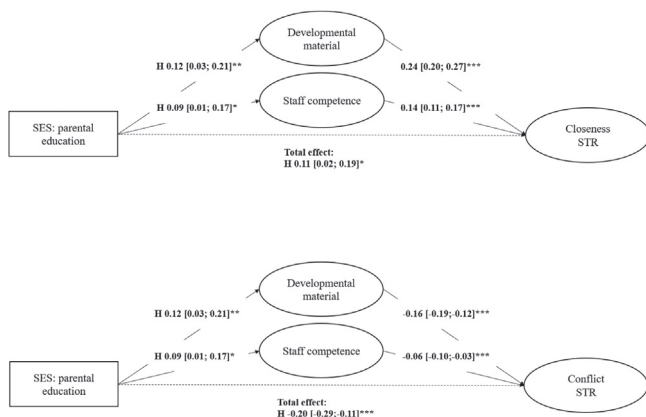 Developmental
material
H 0.12 [0.03; 0.21]**
0.24 [0.20; 0.27]***
H 0.09 [0.01; 0.17]*
Staff competence
0.14 [0.11; 0.17]***
SES: parental
education
Closeness
STR
Total effect:
H 0.11 [0.02; 0.19]*
Developmental
material
H 0.12 [0.03; 0.21]**
-0.16 [-0.19;-0.12]***
H 0.09 [0.01; 0.17]*
Staff competence
-0.06 [-0.10;-0.03]***
SES: parental
education
Conflict
STR
Total effect:
H -0.20 [-0.29;-0.11]***